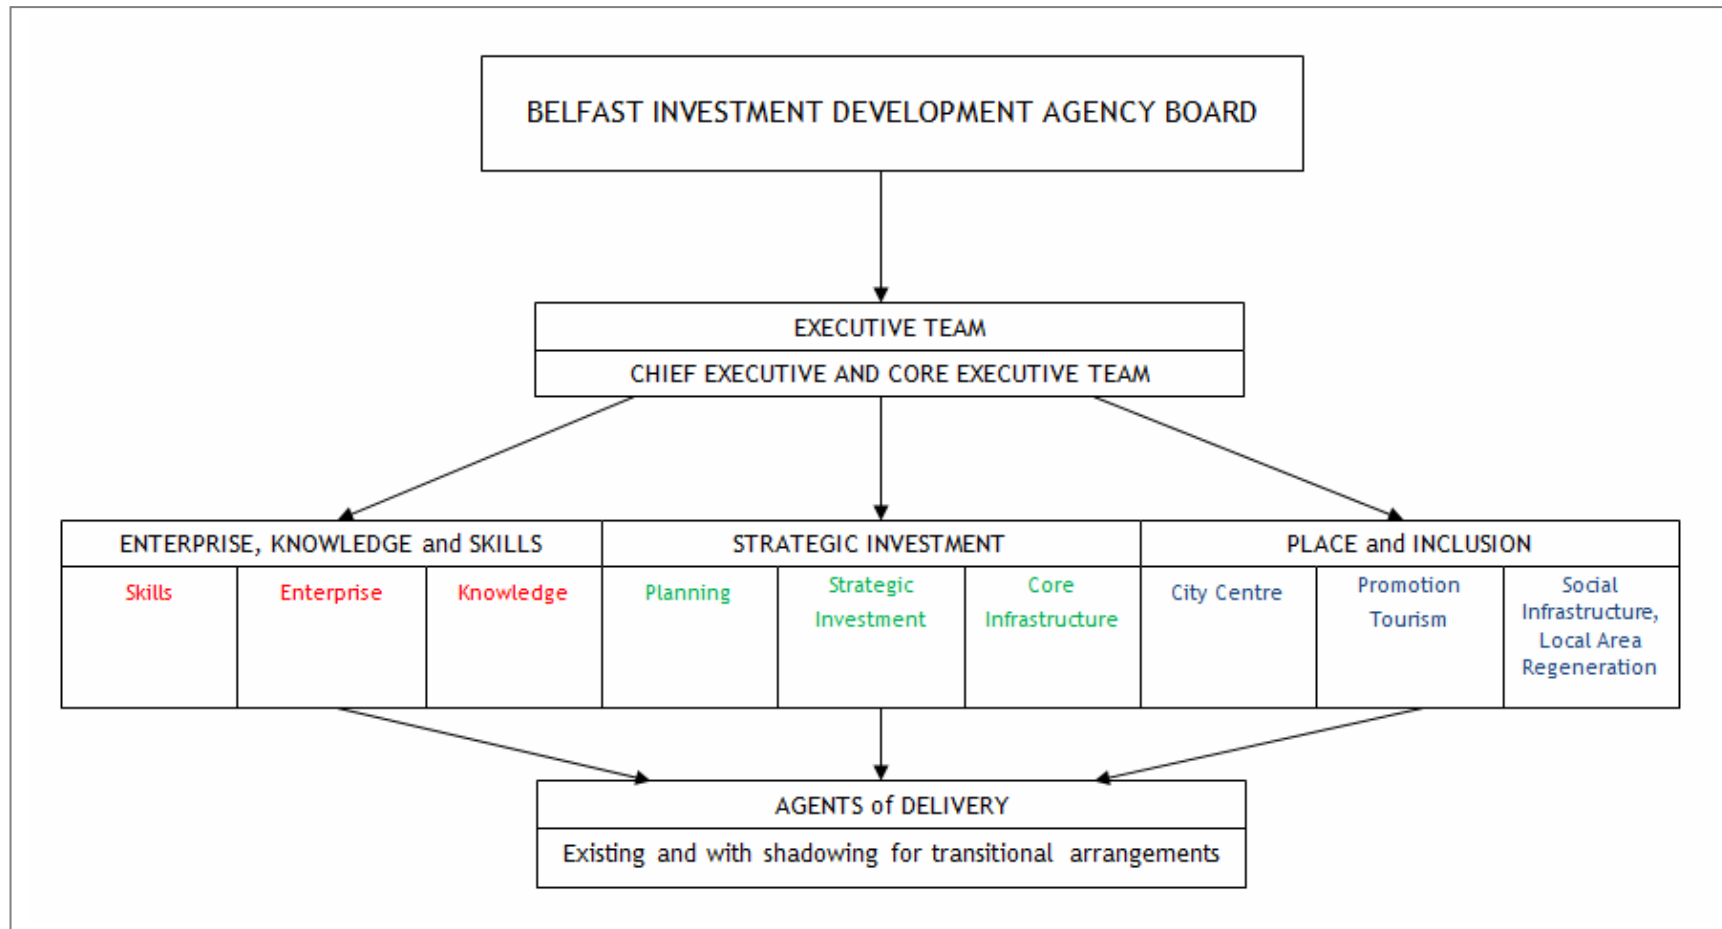 BELFAST INVESTMENT DEVELOPMENT AGENCY BOARD
EXECUTIVE TEAM
CHIEF EXECUTIVE AND CORE EXECUTIVE TEAM
ENTERPRISE, KNOWLEDGE and SKILLS
Skills
Enterprise
Knowledge
STRATEGIC INVESTMENT
Planning
Strategic
Investment
Core
Infrastructure
PLACE and INCLUSION
City Centre
Promotion
Tourism
Social
Infrastructure,
Local Area
Regeneration
AGENTS of DELIVERY
Existing and with shadowing for transitional arrangements